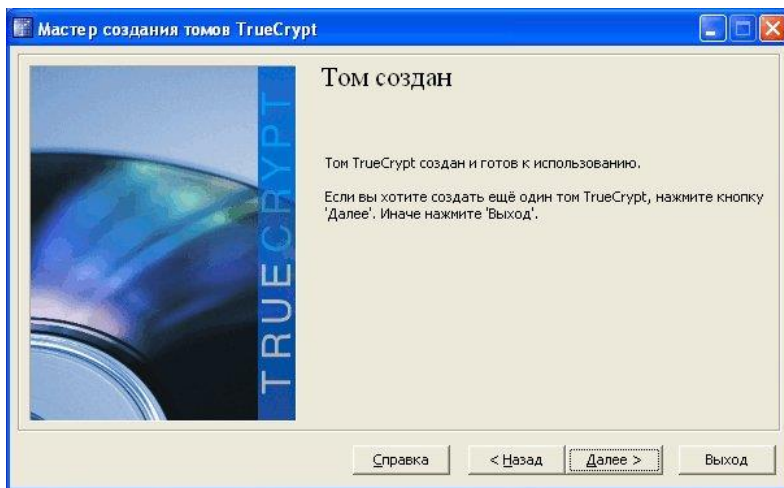 Мастер создания томов TrueCrypt
Том создан
Том TrueCrypt создан и готов к использованию.
Если вы хотите создать ещё один том TrueCrypt, нажмите кнопку
'Далее'. Иначе нажмите 'Выход'.
TRUECRYPT
Справка
< Назад
Далее >
Выход